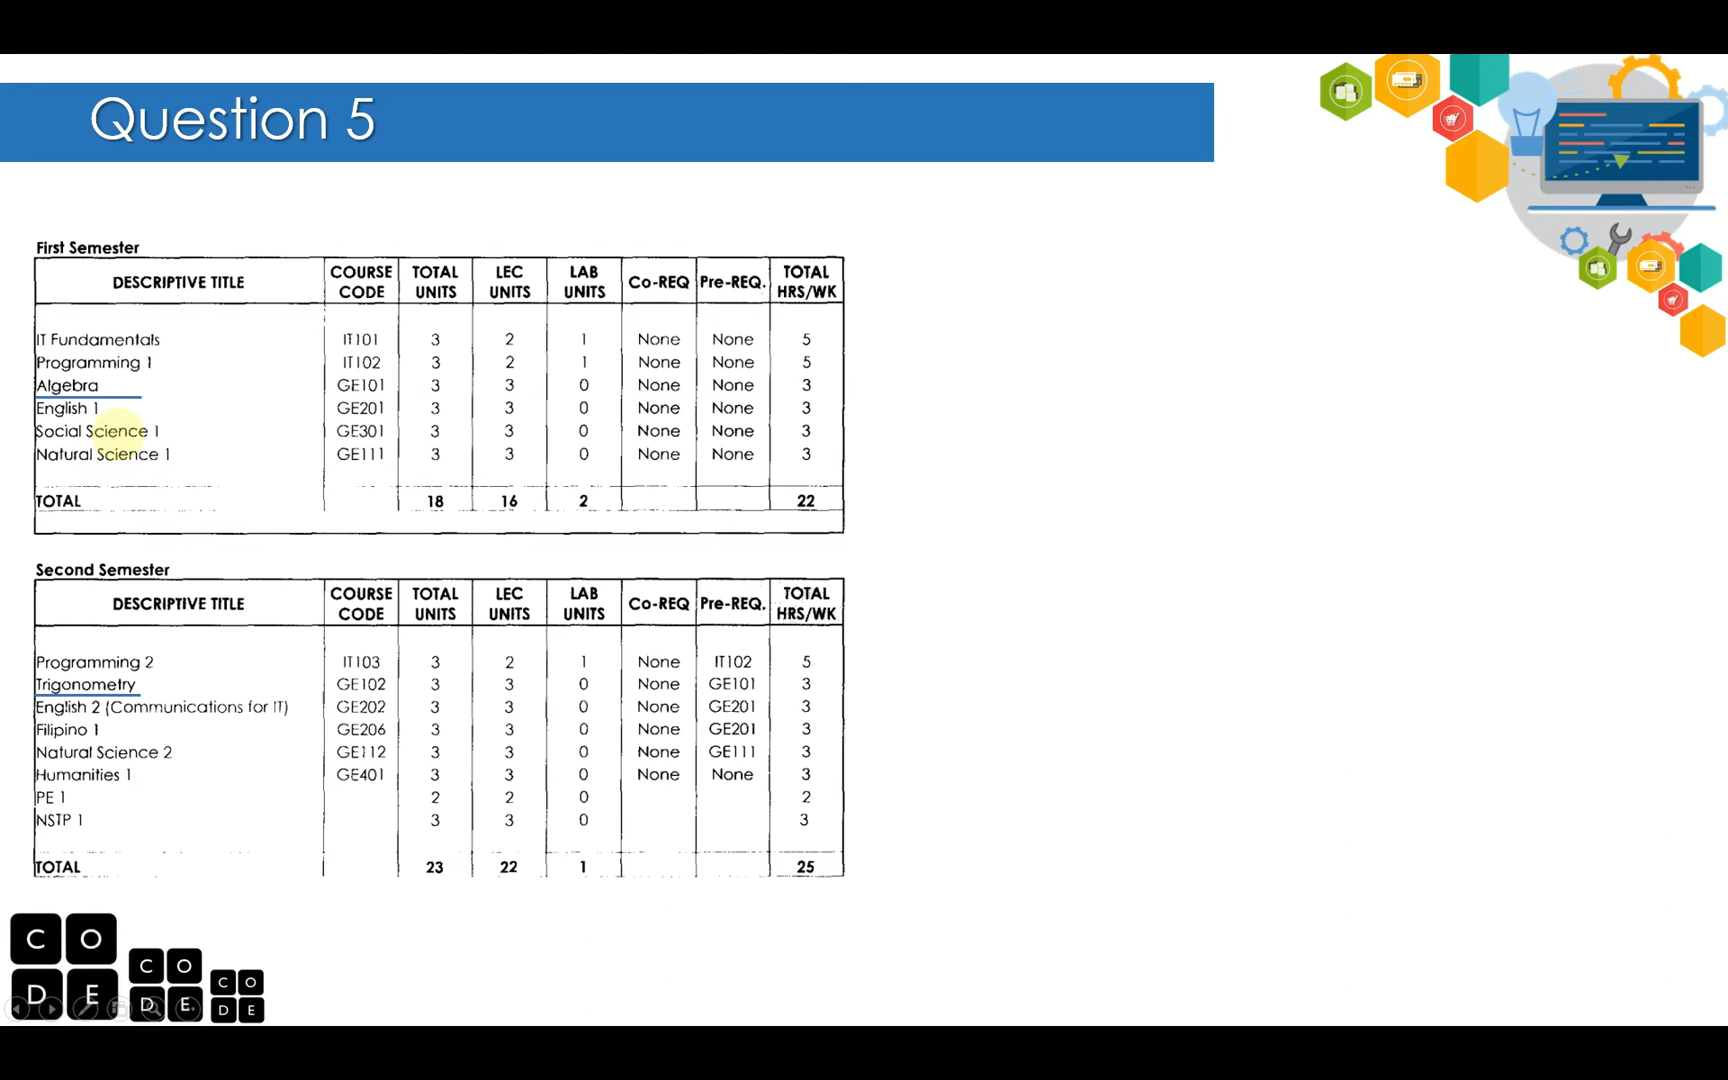 Question 5
First Semester
DESCRIPTIVE TITLE COURSE CODE TOTAL UNITS LEC UNITS LAB UNITS Co-REQ Pre-REQ. TOTAL HRS/WK
IT Fundamentals IT101 3 2 1 None None 5
Programming 1 IT102 3 2 1 None None 5
Algebra GE101 3 3 0 None None 3
English 1 GE201 3 3 0 None None 3
Social Science 1 GE301 3 3 0 None None 3
Natural Science 1 GE111 3 3 0 None None 3
TOTAL 18 16 2 22
Second Semester
DESCRIPTIVE TITLE COURSE CODE TOTAL UNITS LEC UNITS LAB UNITS Co-REQ Pre-REQ. TOTAL HRS/WK
Programming 2 IT103 3 2 1 None IT102 5
Trigonometry GE102 3 3 0 None GE101 3
English 2 (Communications for IT) GE202 3 3 0 None GE201 3
Filipino 1 GE206 3 3 0 None GE201 3
Natural Science 2 GE112 3 3 0 None GE111 3
Humanities 1 GE401 3 3 0 None None 3
PE 1 2 2 0 2
NSTP 1 3 3 0 3
TOTAL 23 22 1 25
C O
D E
C O
D E
C O
D E